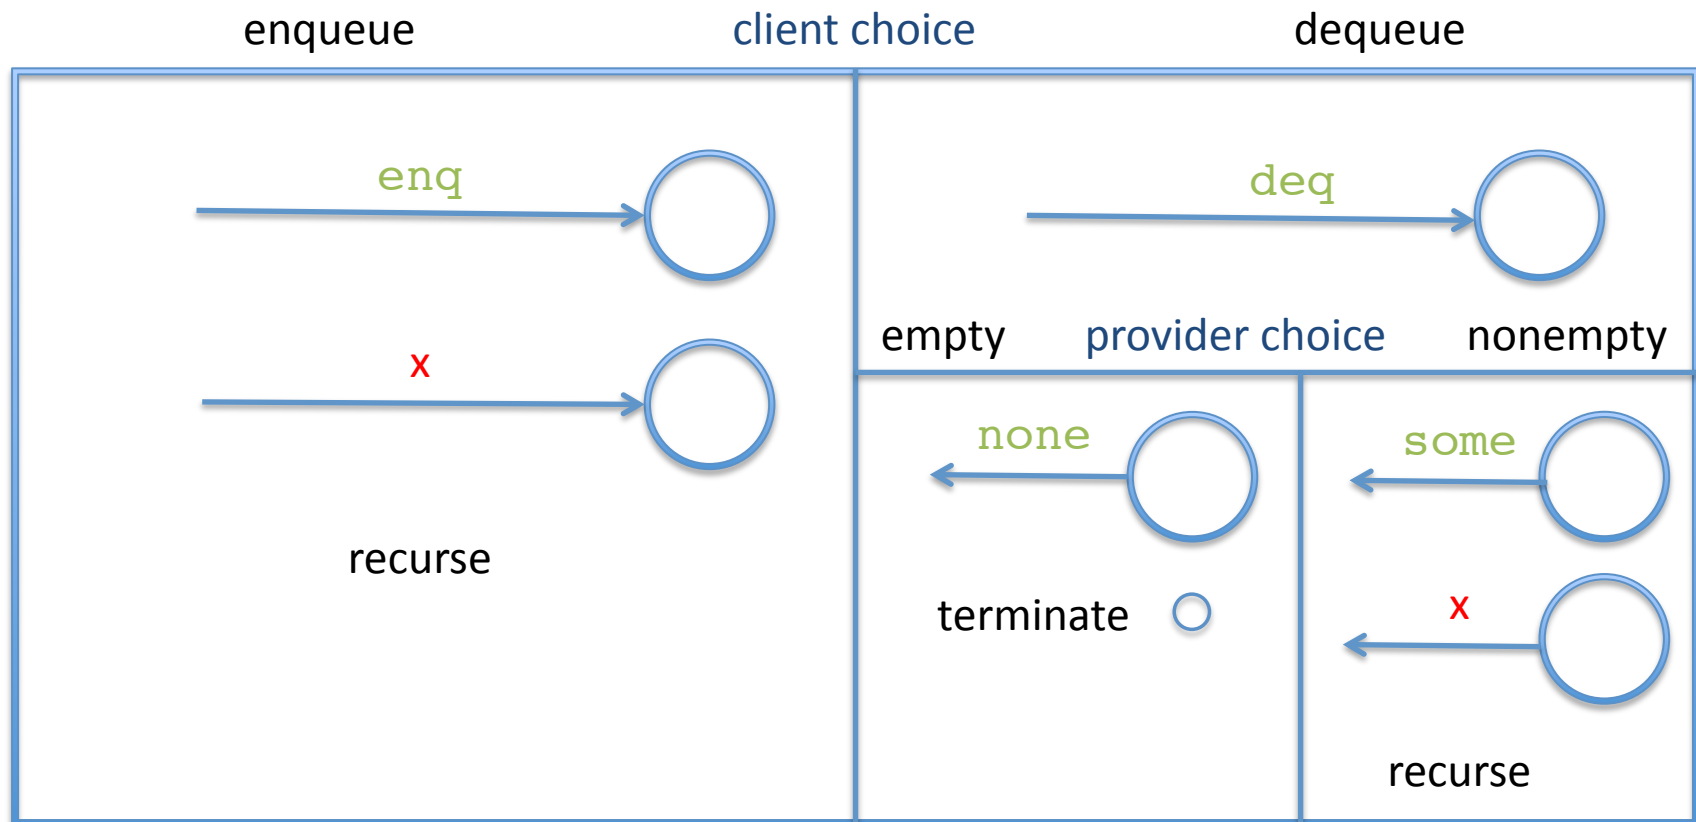 enqueue
client choice
dequeue
enq
x
recurse
deq
empty
provider choice
nonempty
none
terminate
some
x
recurse